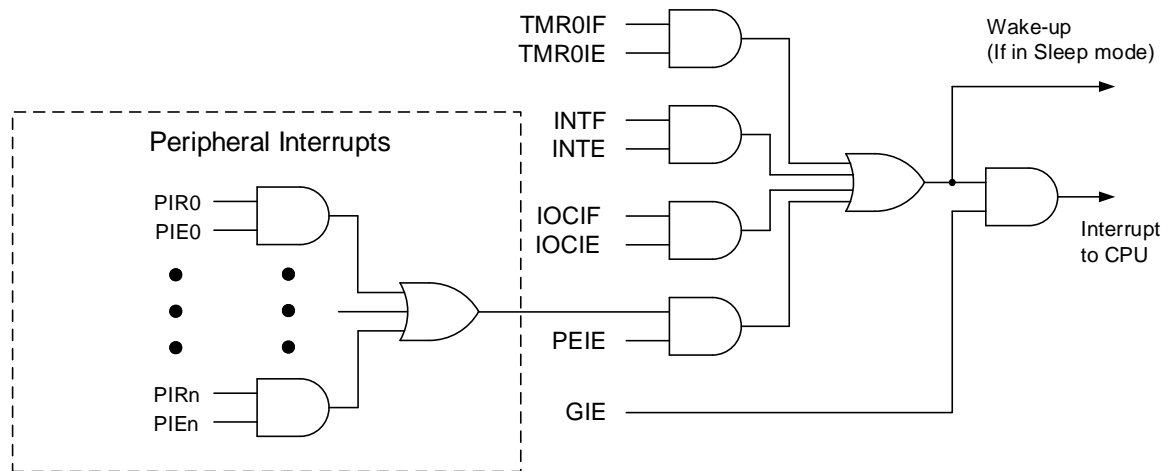 TMR0IF
TMR0IE
Wake-up
(If in Sleep mode)
INTF
INTE
Peripheral Interrupts
PIR0
PIE0
IOCIF
IOCIE
Interrupt
to CPU
PEIE
PIRn
PIEn
GIE